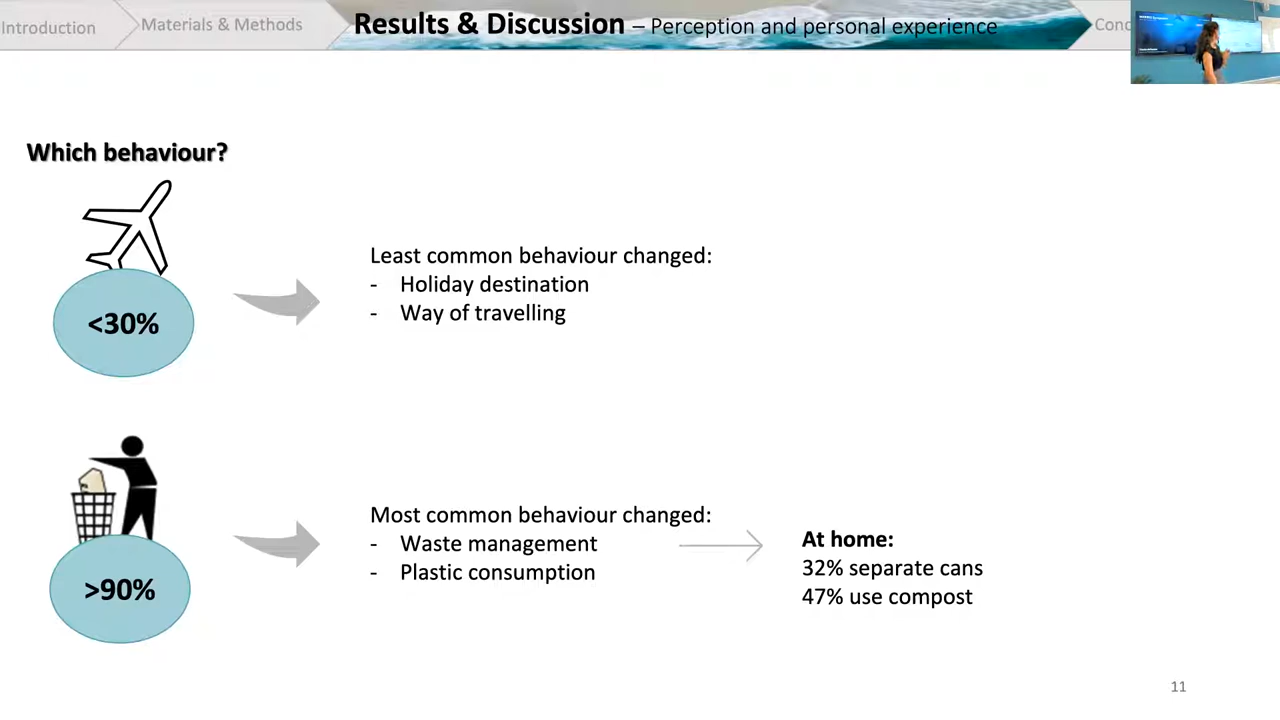 Introduction
Materials & Methods
Results & Discussion – Perception and personal experience
Conc
Which behaviour?
<30%
Least common behaviour changed:
- Holiday destination
- Way of travelling
>90%
Most common behaviour changed:
- Waste management
- Plastic consumption
At home:
32% separate cans
47% use compost
11